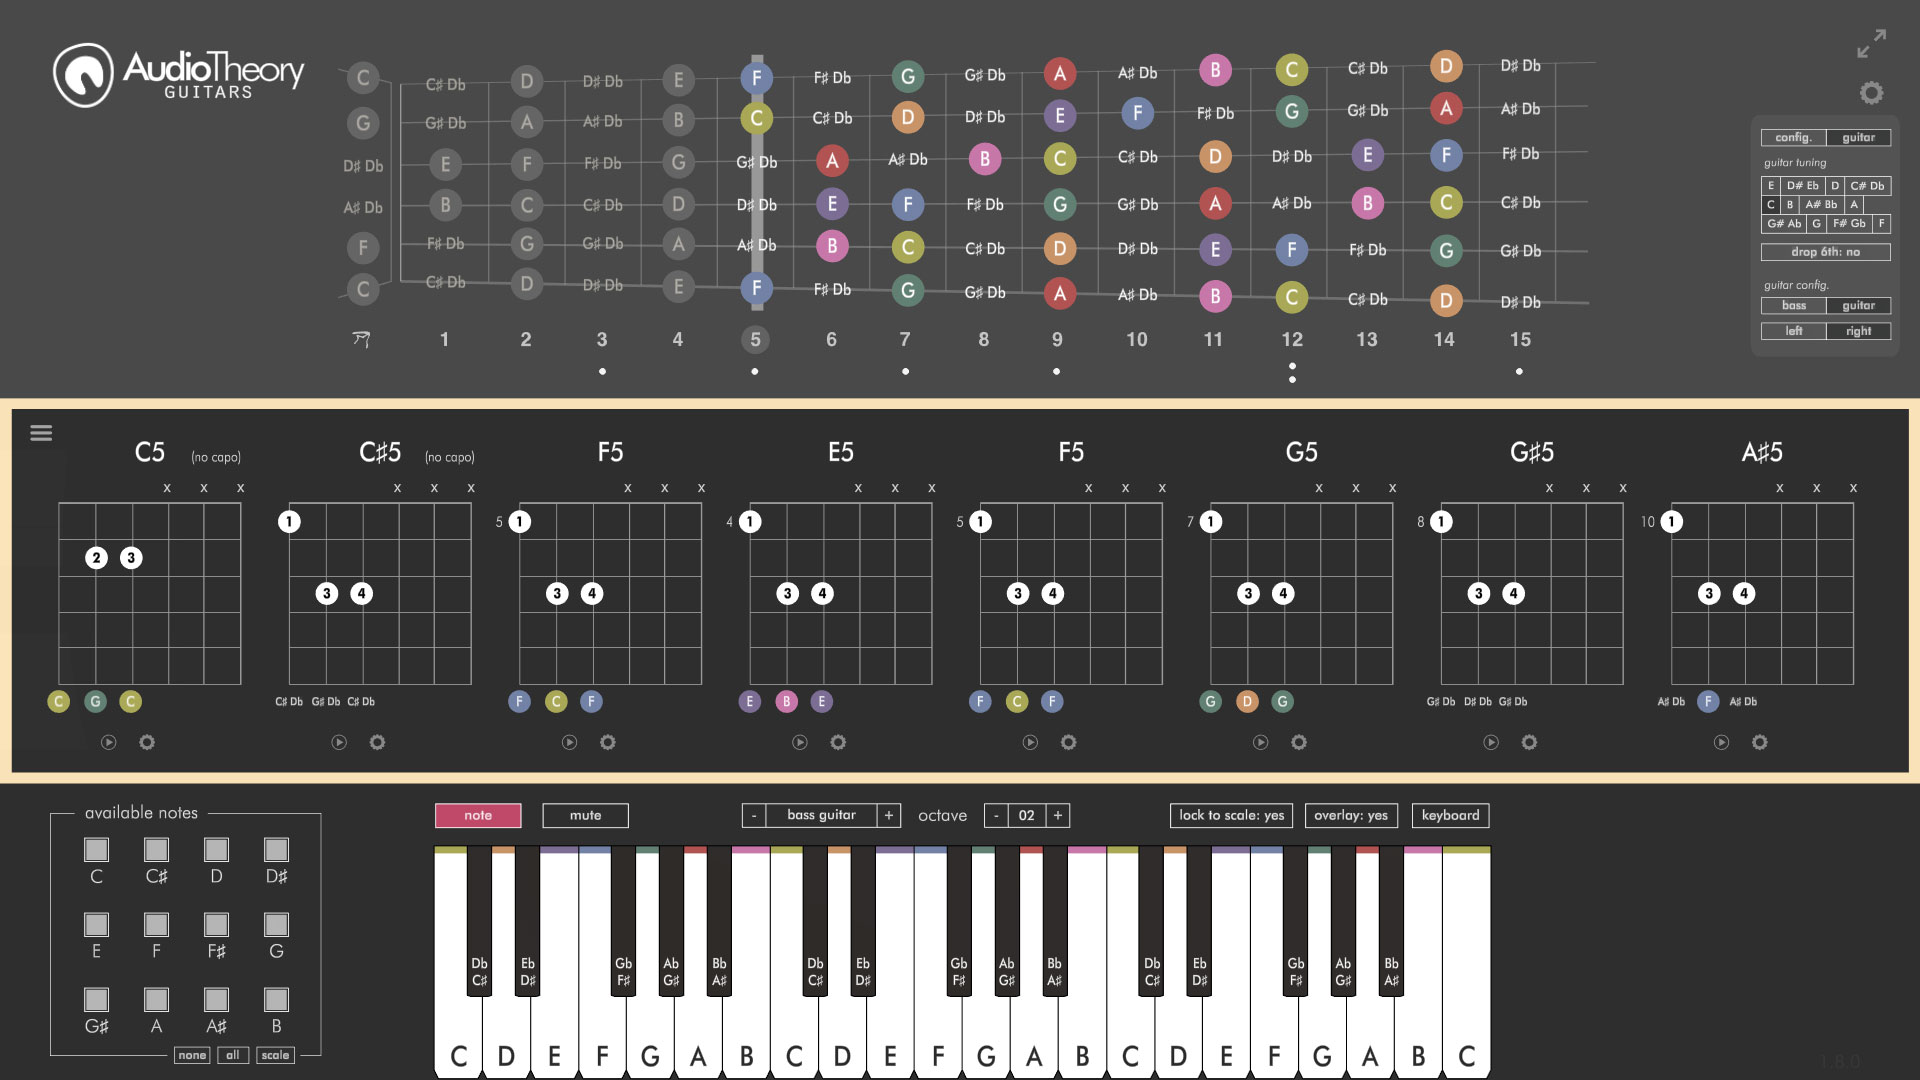 AudioTheory
GUITARS
C C♯ Db D D♯ Db E F F♯ Db G G♯ Db A A♯ Db B C C♯ Db D D♯ Db
G G♯ Db A A♯ Db B C C♯ Db D D♯ Db E F F♯ Db G G♯ Db A A♯ Db
D♯ Db E F F♯ Db G G♯ Db A A♯ Db B C C♯ Db D D♯ Db E F F♯ Db
A♯ Db B C C♯ Db D D♯ Db E F F♯ Db G G♯ Db A A♯ Db B C C♯ Db
F F♯ Db G G♯ Db A A♯ Db B C C♯ Db D D♯ Db E F F♯ Db G G♯ Db
C C♯ Db D D♯ Db E F F♯ Db G G♯ Db A A♯ Db B C C♯ Db D D♯ Db
1 2 3 4 5 6 7 8 9 10 11 12 13 14 15
config. guitar
guitar tuning
E D# Eb D C# Db
C B A# Bb A
G# Ab G F# Gb F
drop 6th: no
guitar config.
bass guitar
left right
C5 (no capo) C♯5 (no capo) F5 E5 F5 G5 G♯5 A♯5
x x x x x x x x x x x x x x x x x x x x x x x x
1 5 1 4 1 5 1 7 1 8 1 10 1
2 3
3 4 3 4 3 4 3 4 3 4 3 4 3 4
C G C C♯ Db G♯ Db C♯ Db F C F E B E F C F G D G G♯ Db D♯ Db G♯ Db A♯ Db F A♯ Db
available notes
C C♯ D D♯
E F F♯ G
G♯ A A♯ B
none all scale
note mute - bass guitar + octave - 02 + lock to scale: yes overlay: yes keyboard
Db Eb Gb Ab Bb Db Eb Gb Ab Bb Db Eb Gb Ab Bb
C♯ D♯ F♯ G♯ A♯ C♯ D♯ F♯ G♯ A♯ C♯ D♯ F♯ G♯ A♯
C D E F G A B C D E F G A B C D E F G A B C
1.8.0